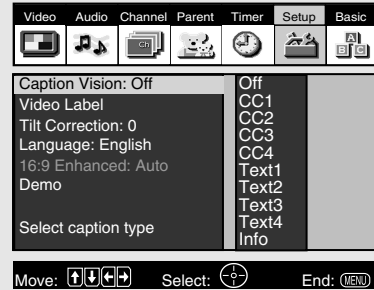 Video Audio Channel Parent Timer Setup Basic
Ch
A
B C
Caption Vision: Off
Video Label
Tilt Correction: 0
Language: English
16:9 Enhanced: Auto
Demo
Select caption type
Off
CC1
CC2
CC3
CC4
Text1
Text2
Text3
Text4
Info
Move: Select: End: MENU